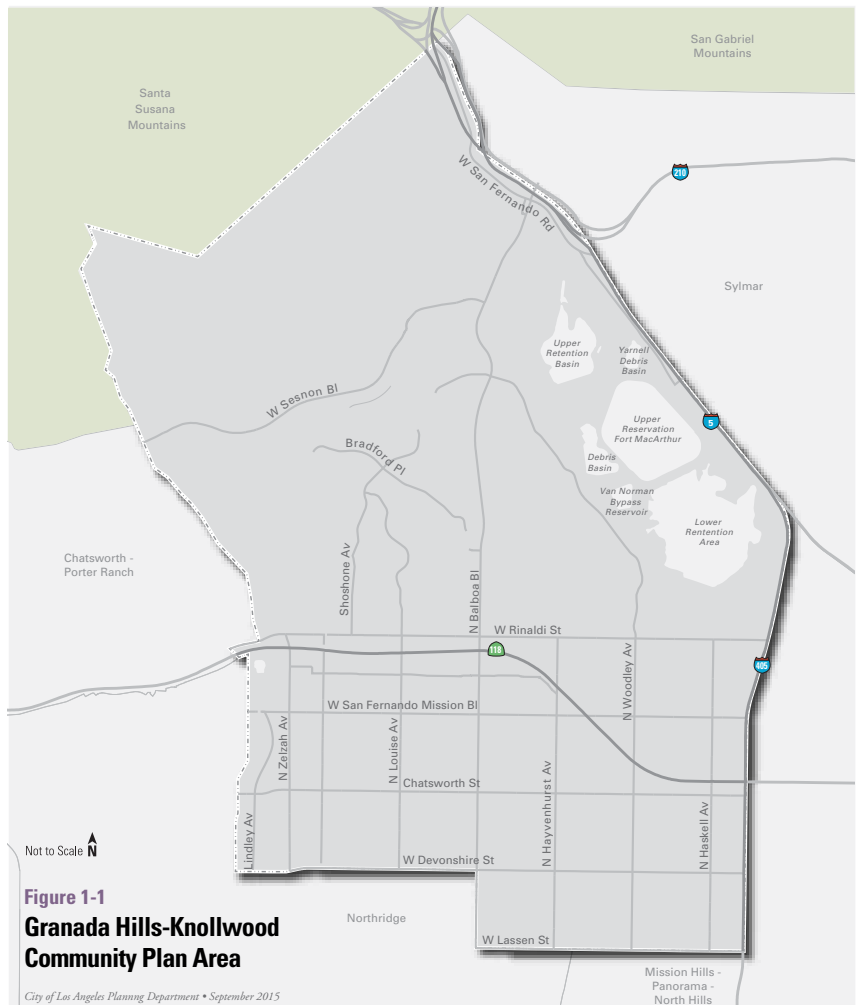 San Gabriel
Mountains
Santa
Susana
Mountains
W San Fernando Rd
210
Sylmar
Upper
Retention
Basin
Yarnell
Debris
Basin
W Sesnon Bl
5
Upper
Reservation
Fort MacArthur
Bradford Pl
Debris
Basin
Van Norman
Bypass
Reservoir
Lower
Rentention
Area
Chatsworth -
Porter Ranch
Shoshone Av
N Balboa Bl
W Rinaldi St
118
405
N Woodley Av
W San Fernando Mission Bl
N Zelzah Av
N Louise Av
Chatsworth St
N Hayvenhurst Av
N Haskell Av
Lindley Av
W Devonshire St
Not to Scale N
Figure 1-1
Granada Hills-Knollwood
Community Plan Area
Northridge
W Lassen St
Mission Hills -
Panorama -
North Hills
City of Los Angeles Planning Department • September 2015